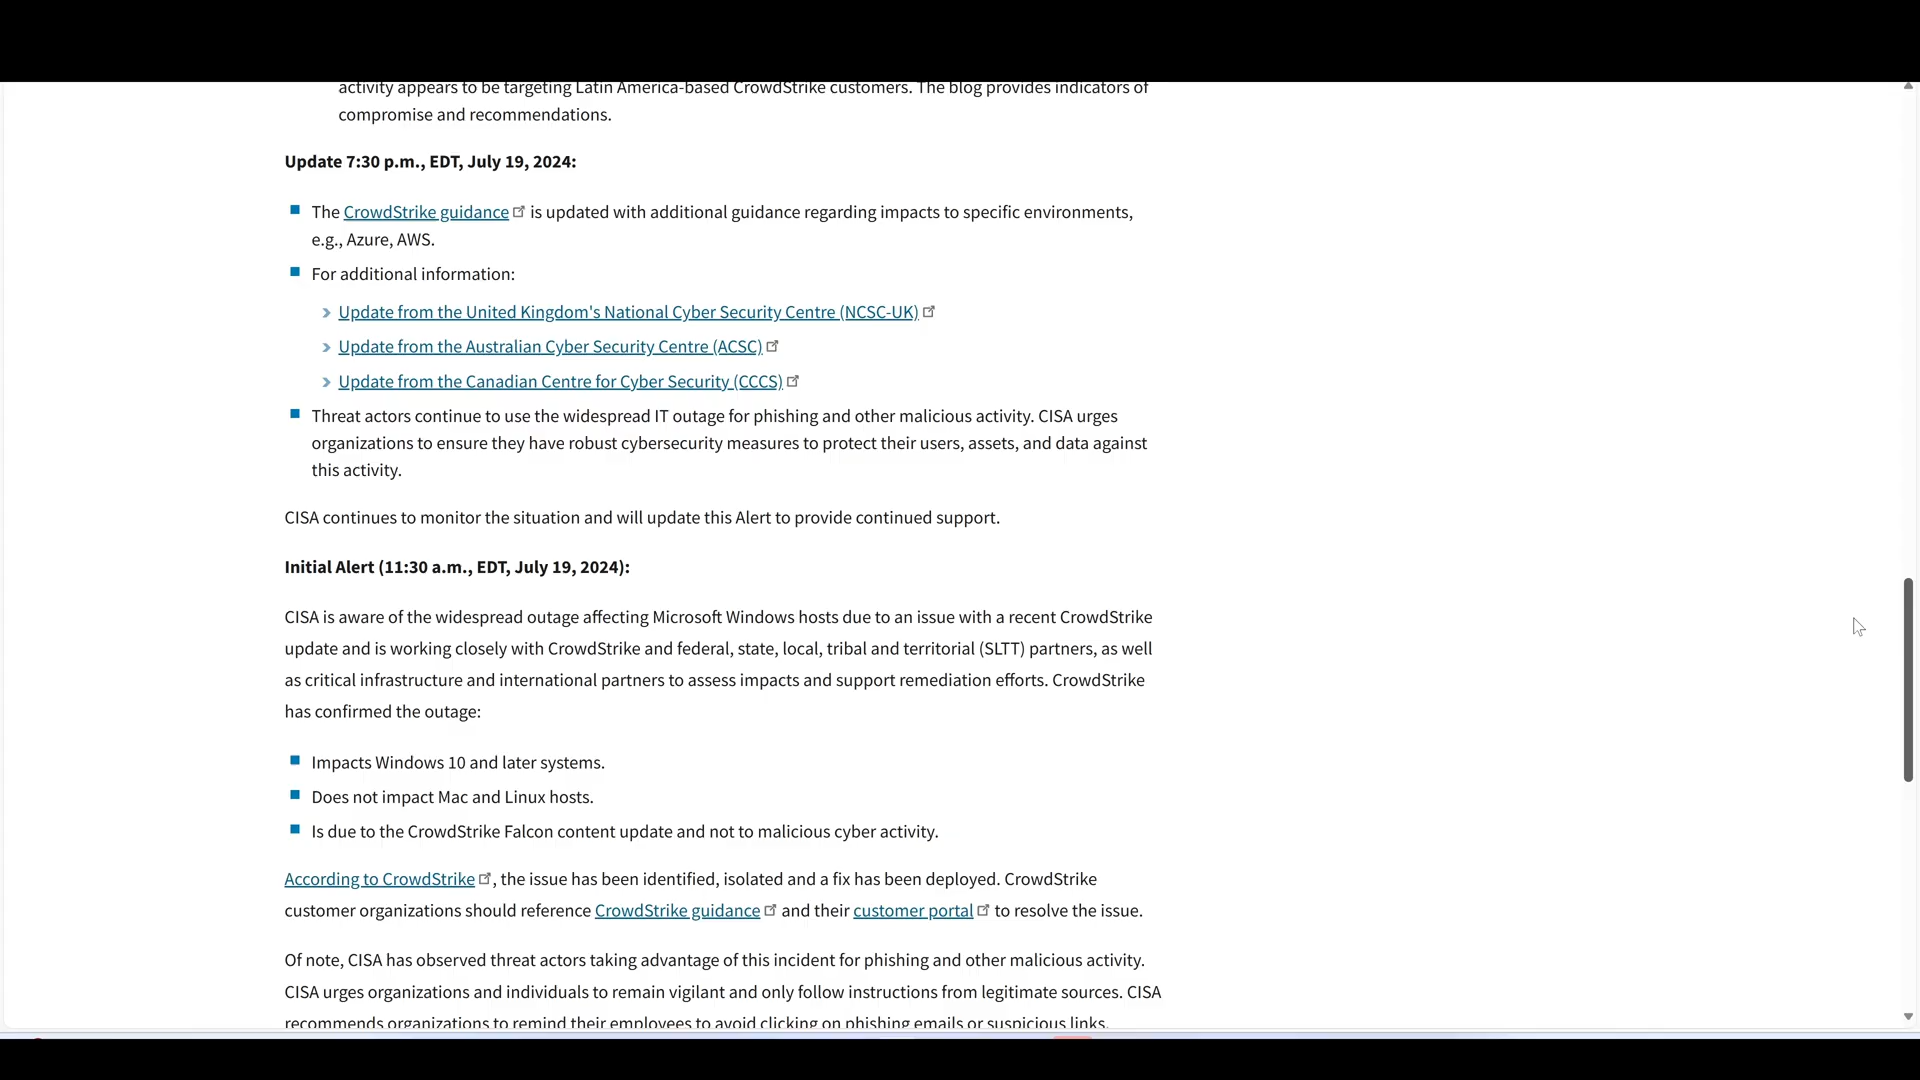 activity appears to be targeting Latin America-based CrowdStrike customers. The blog provides indicators of
compromise and recommendations.
Update 7:30 p.m., EDT, July 19, 2024:
The CrowdStrike guidance is updated with additional guidance regarding impacts to specific environments,
e.g., Azure, AWS.
For additional information:
Update from the United Kingdom's National Cyber Security Centre (NCSC-UK)
Update from the Australian Cyber Security Centre (ACSC)
Update from the Canadian Centre for Cyber Security (CCCS)
Threat actors continue to use the widespread IT outage for phishing and other malicious activity. CISA urges
organizations to ensure they have robust cybersecurity measures to protect their users, assets, and data against
this activity.
CISA continues to monitor the situation and will update this Alert to provide continued support.
Initial Alert (11:30 a.m., EDT, July 19, 2024):
CISA is aware of the widespread outage affecting Microsoft Windows hosts due to an issue with a recent CrowdStrike
update and is working closely with CrowdStrike and federal, state, local, tribal and territorial (SLTT) partners, as well
as critical infrastructure and international partners to assess impacts and support remediation efforts. CrowdStrike
has confirmed the outage:
Impacts Windows 10 and later systems.
Does not impact Mac and Linux hosts.
Is due to the CrowdStrike Falcon content update and not to malicious cyber activity.
According to CrowdStrike, the issue has been identified, isolated and a fix has been deployed. CrowdStrike
customer organizations should reference CrowdStrike guidance and their customer portal to resolve the issue.
Of note, CISA has observed threat actors taking advantage of this incident for phishing and other malicious activity.
CISA urges organizations and individuals to remain vigilant and only follow instructions from legitimate sources. CISA
recommends organizations to remind their employees to avoid clicking on phishing emails or suspicious links.